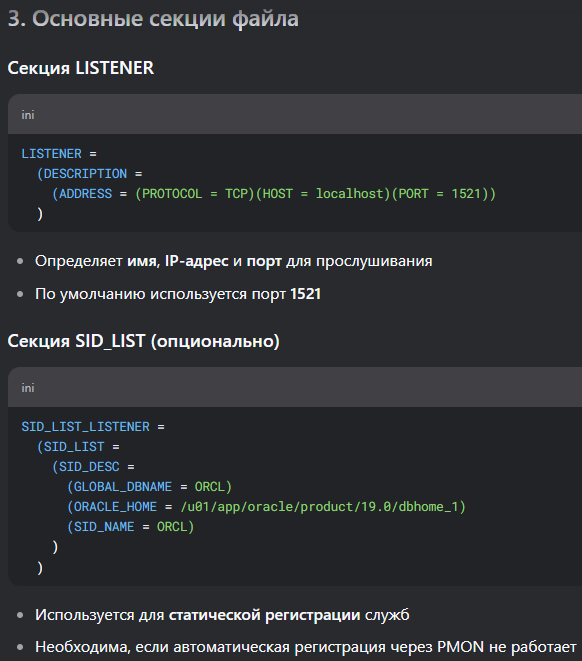 3. Основные секции файла
Секция LISTENER
ini
LISTENER =
  (DESCRIPTION =
    (ADDRESS = (PROTOCOL = TCP)(HOST = localhost)(PORT = 1521))
  )
• Определяет имя, IP-адрес и порт для прослушивания
• По умолчанию используется порт 1521
Секция SID_LIST (опционально)
ini
SID_LIST_LISTENER =
  (SID_LIST =
    (SID_DESC =
      (GLOBAL_DBNAME = ORCL)
      (ORACLE_HOME = /u01/app/oracle/product/19.0/dbhome_1)
      (SID_NAME = ORCL)
    )
  )
• Используется для статической регистрации служб
• Необходима, если автоматическая регистрация через PMON не работает